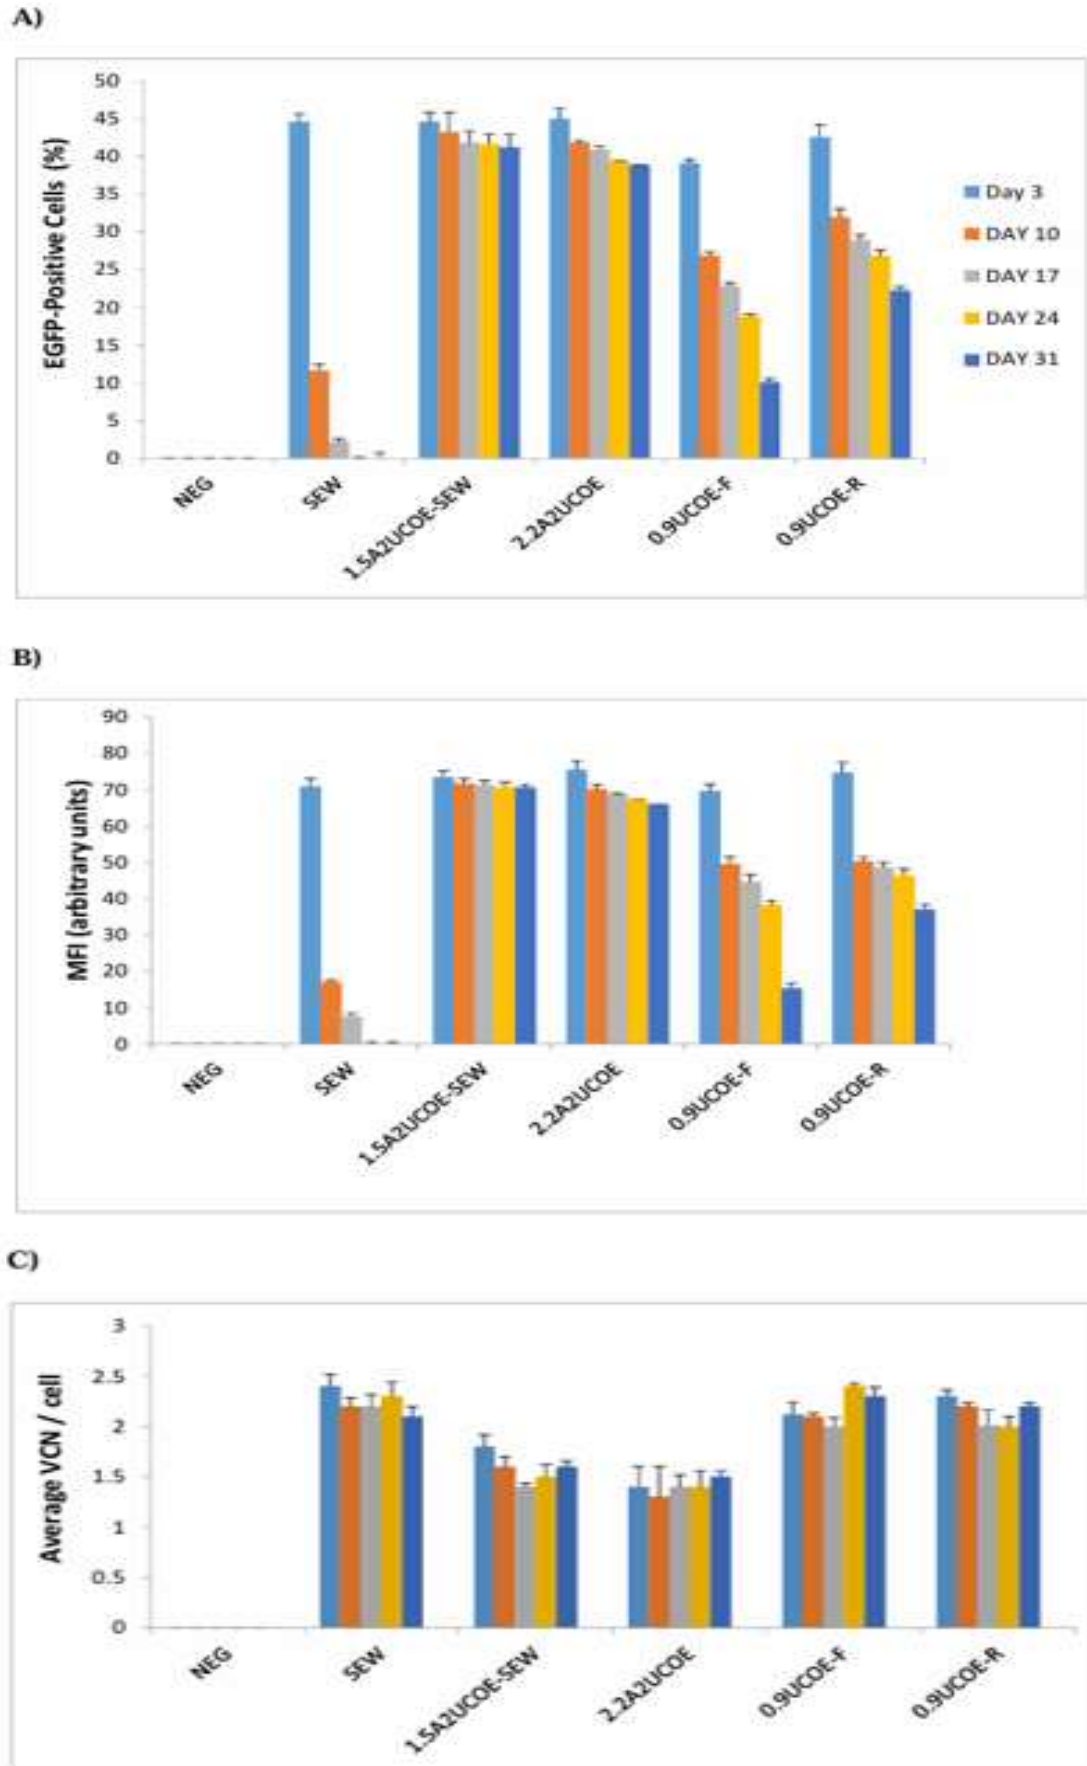 A)
50
45
40
35
30
25
20
15
10
5
0
EGFP-Positive Cells (%)
NEG
SEW
1.5A2UCOE-SEW
2.2A2UCOE
0.9UCOE-F
0.9UCOE-R
Day 3
DAY 10
DAY 17
DAY 24
DAY 31
B)
90
80
70
60
50
40
30
20
10
0
MFI (arbitrary units)
NEG
SEW
1.5A2UCOE-SEW
2.2A2UCOE
0.9UCOE-F
0.9UCOE-R
C)
3
2.5
2
1.5
1
0.5
0
Average VCN / cell
NEG
SEW
1.5A2UCOE-SEW
2.2A2UCOE
0.9UCOE-F
0.9UCOE-R